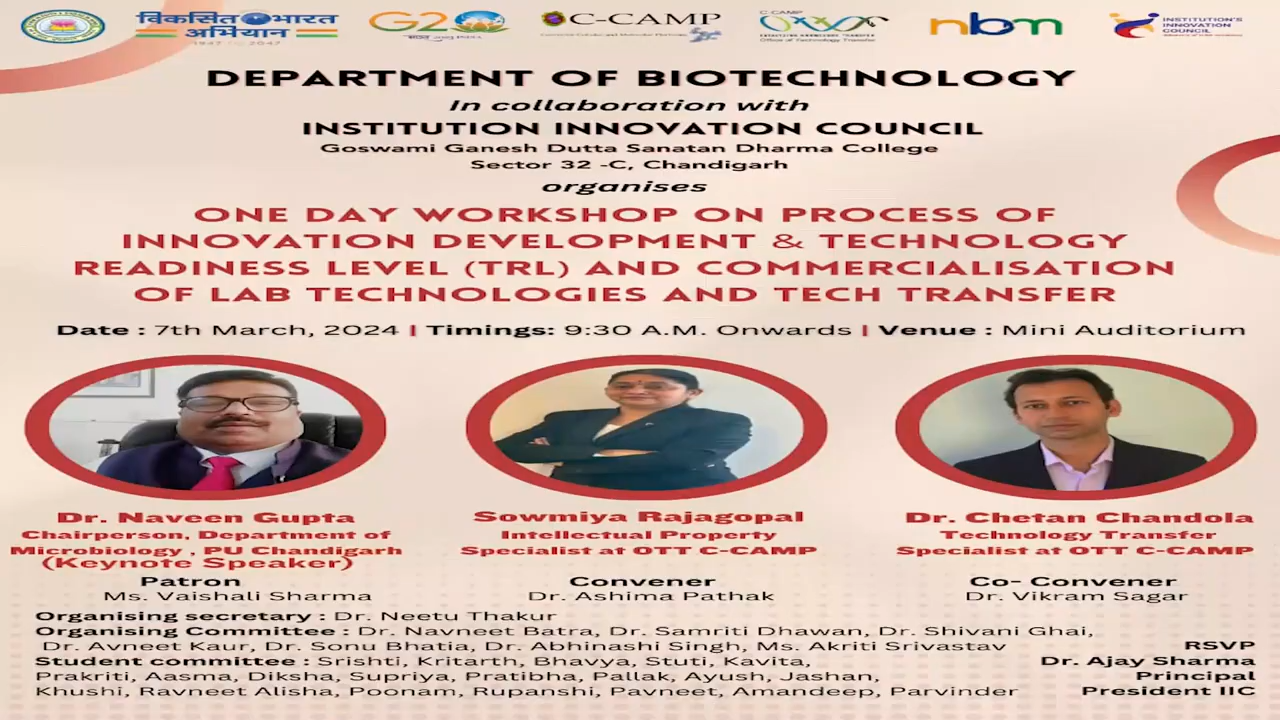 विकसित भारत
अभियान
1947 2047
G2
C-CAMP
C-CAMP
Office of Technology Transfer
nbm
INSTITUTION'S
INNOVATION
COUNCIL
DEPARTMENT OF BIOTECHNOLOGY
In collaboration with
INSTITUTION INNOVATION COUNCIL
Goswami Ganesh Dutta Sanatan Dharma College
Sector 32 -C, Chandigarh
organises
ONE DAY WORKSHOP ON PROCESS OF
INNOVATION DEVELOPMENT & TECHNOLOGY
READINESS LEVEL (TRL) AND COMMERCIALISATION
OF LAB TECHNOLOGIES AND TECH TRANSFER
Date : 7th March, 2024 | Timings: 9:30 A.M. Onwards | Venue : Mini Auditorium
Dr. Naveen Gupta
Chairperson, Department of
Microbiology , PU Chandigarh
(Keynote Speaker)
Sowmiya Rajagopal
Intellectual Property
Specialist at OTT C-CAMP
Dr. Chetan Chandola
Technology Transfer
Specialist at OTT C-CAMP
Patron
Ms. Vaishali Sharma
Convener
Dr. Ashima Pathak
Co- Convener
Dr. Vikram Sagar
Organising secretary : Dr. Neetu Thakur
Organising Committee : Dr. Navneet Batra, Dr. Samriti Dhawan, Dr. Shivani Ghai,
Dr. Avneet Kaur, Dr. Sonu Bhatia, Dr. Abhinashi Singh, Ms. Akriti Srivastav
Student committee : Srishti, Kritarth, Bhavya, Stuti, Kavita,
Prakriti, Aasma, Diksha, Supriya, Pratibha, Pallak, Ayush, Jashan,
Khushi, Ravneet Alisha, Poonam, Rupanshi, Pavneet, Amandeep, Parvinder
RSVP
Dr. Ajay Sharma
Principal
President IIC